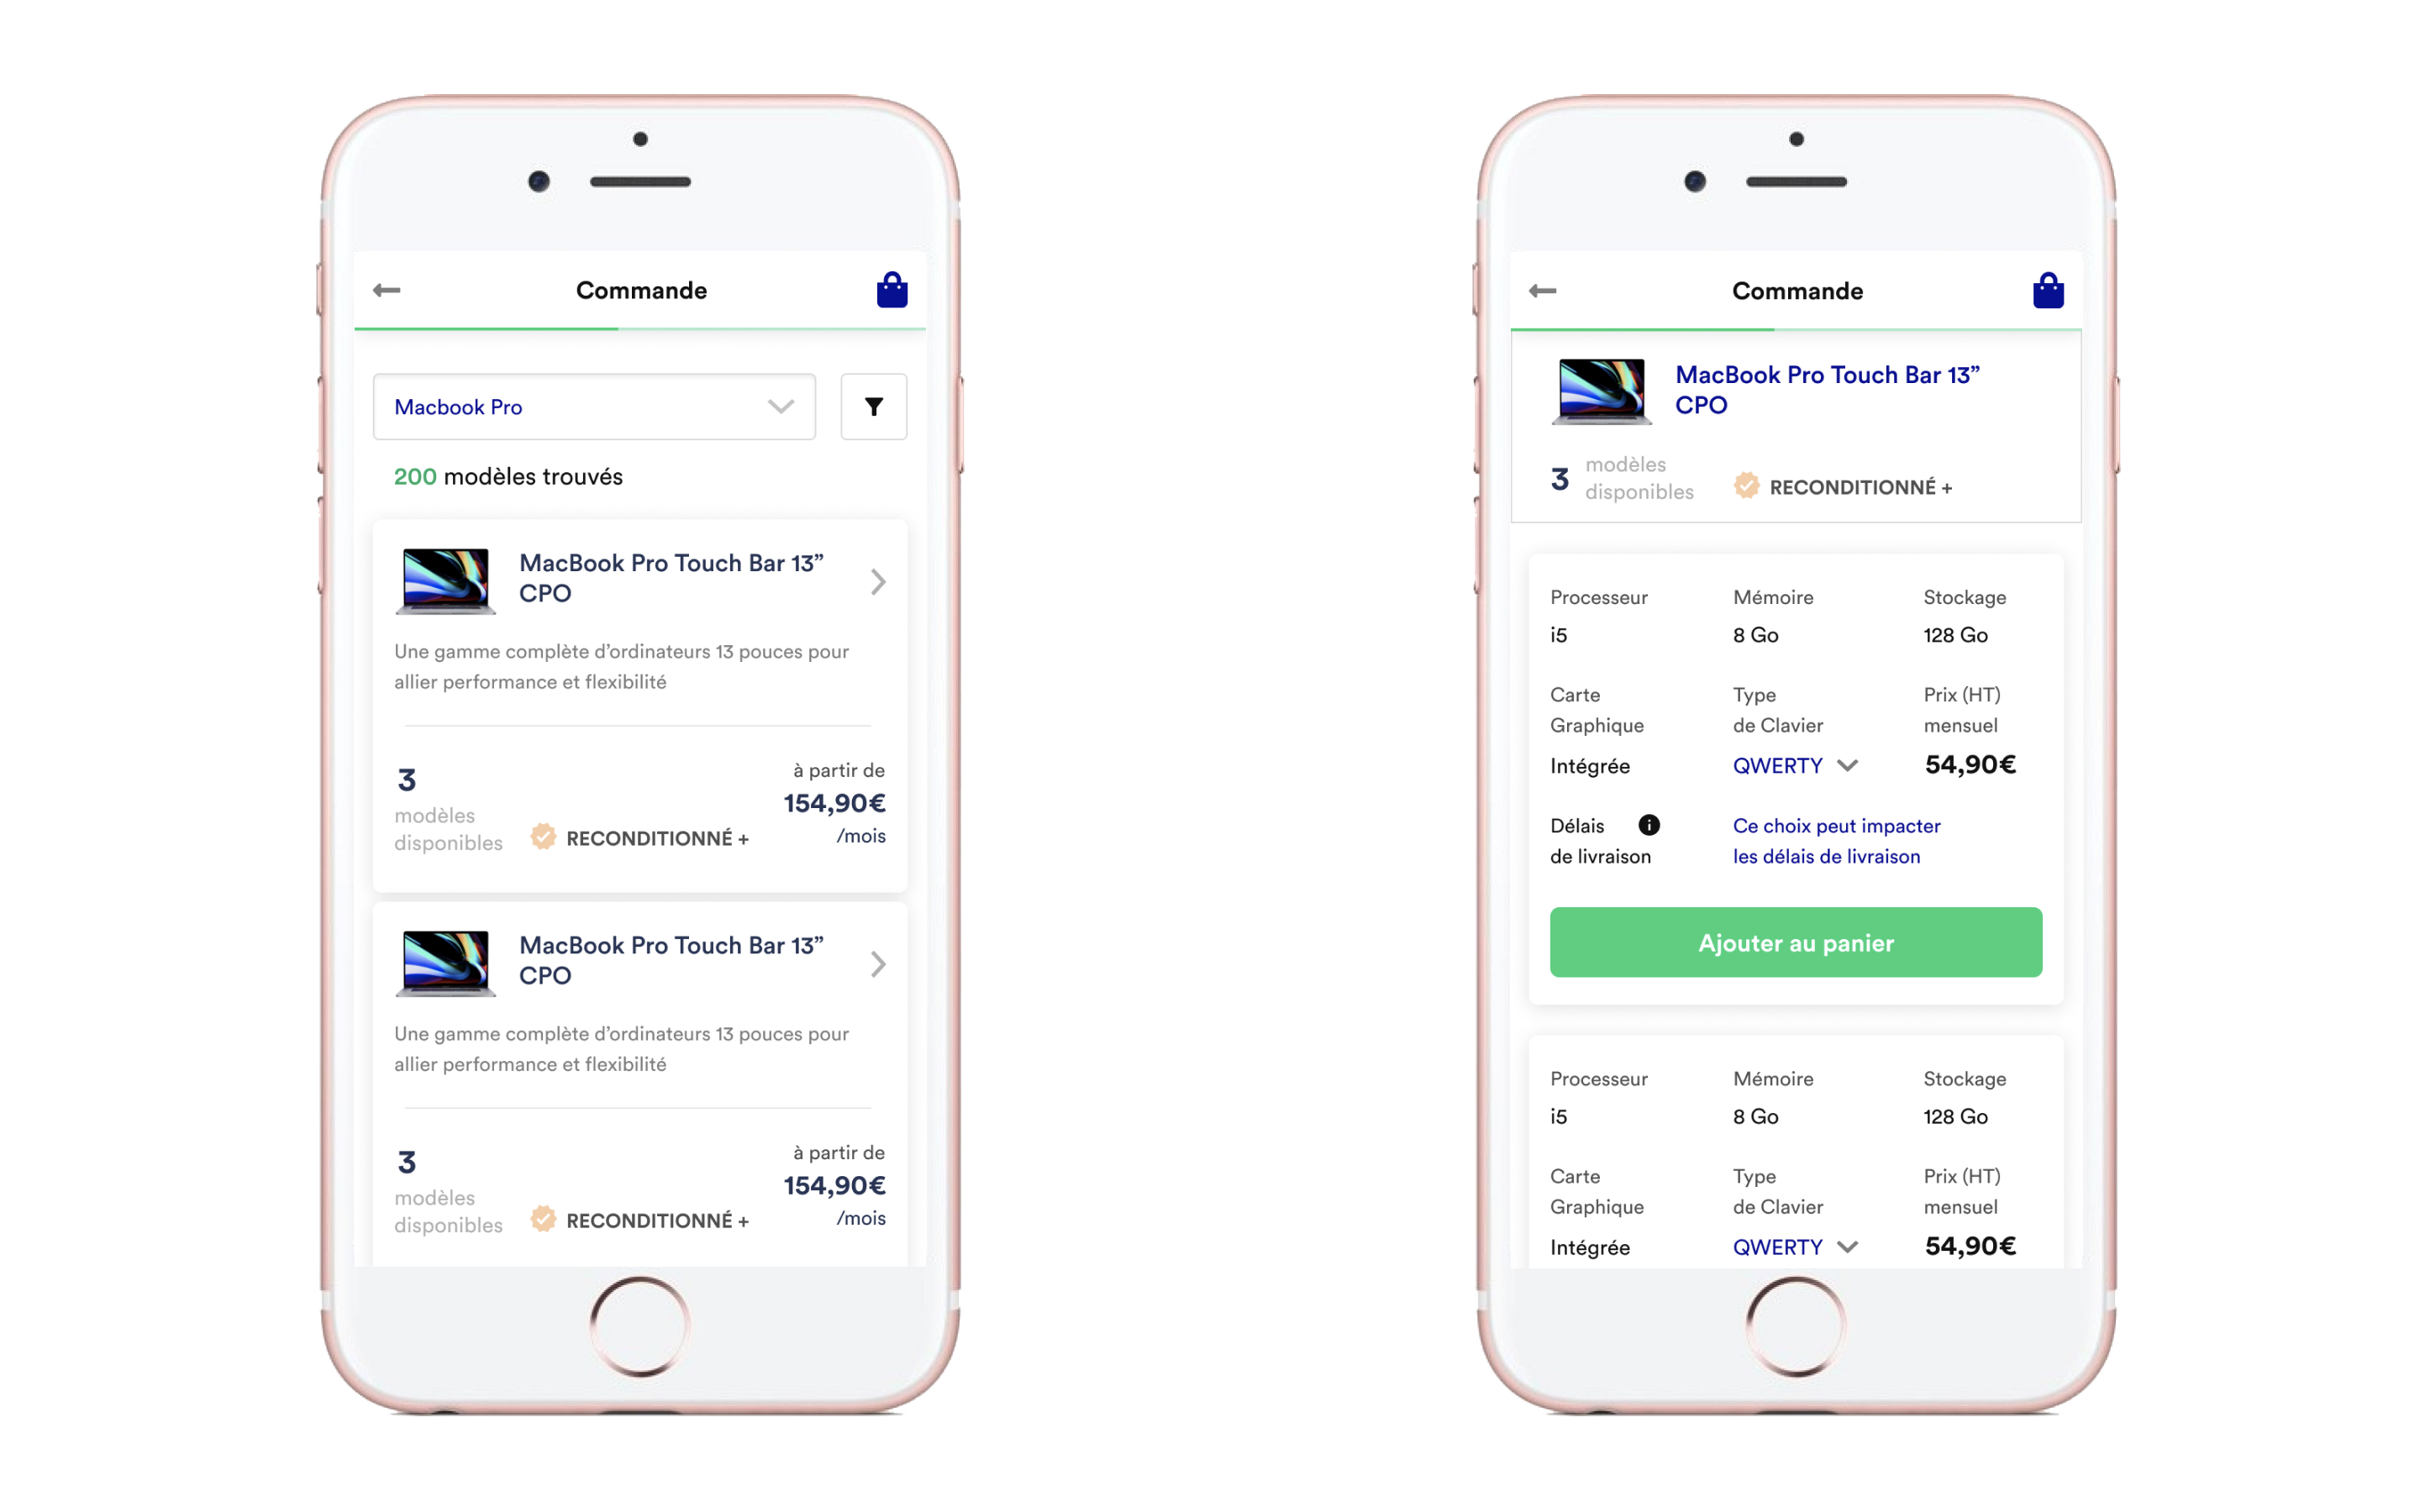 Commande
Macbook Pro
200 modèles trouvés
MacBook Pro Touch Bar 13”
CPO
Une gamme complète d’ordinateurs 13 pouces pour
allier performance et flexibilité
3
modèles
disponibles
RECONDITIONNÉ +
à partir de
154,90€
/mois
MacBook Pro Touch Bar 13”
CPO
Une gamme complète d’ordinateurs 13 pouces pour
allier performance et flexibilité
3
modèles
disponibles
RECONDITIONNÉ +
à partir de
154,90€
/mois
Commande
MacBook Pro Touch Bar 13”
CPO
3 modèles
disponibles
RECONDITIONNÉ +
Processeur Mémoire Stockage
i5 8 Go 128 Go
Carte Type Prix (HT)
Graphique de Clavier mensuel
Intégrée QWERTY 54,90€
Délais Ce choix peut impacter
de livraison les délais de livraison
Ajouter au panier
Processeur Mémoire Stockage
i5 8 Go 128 Go
Carte Type Prix (HT)
Graphique de Clavier mensuel
Intégrée QWERTY 54,90€